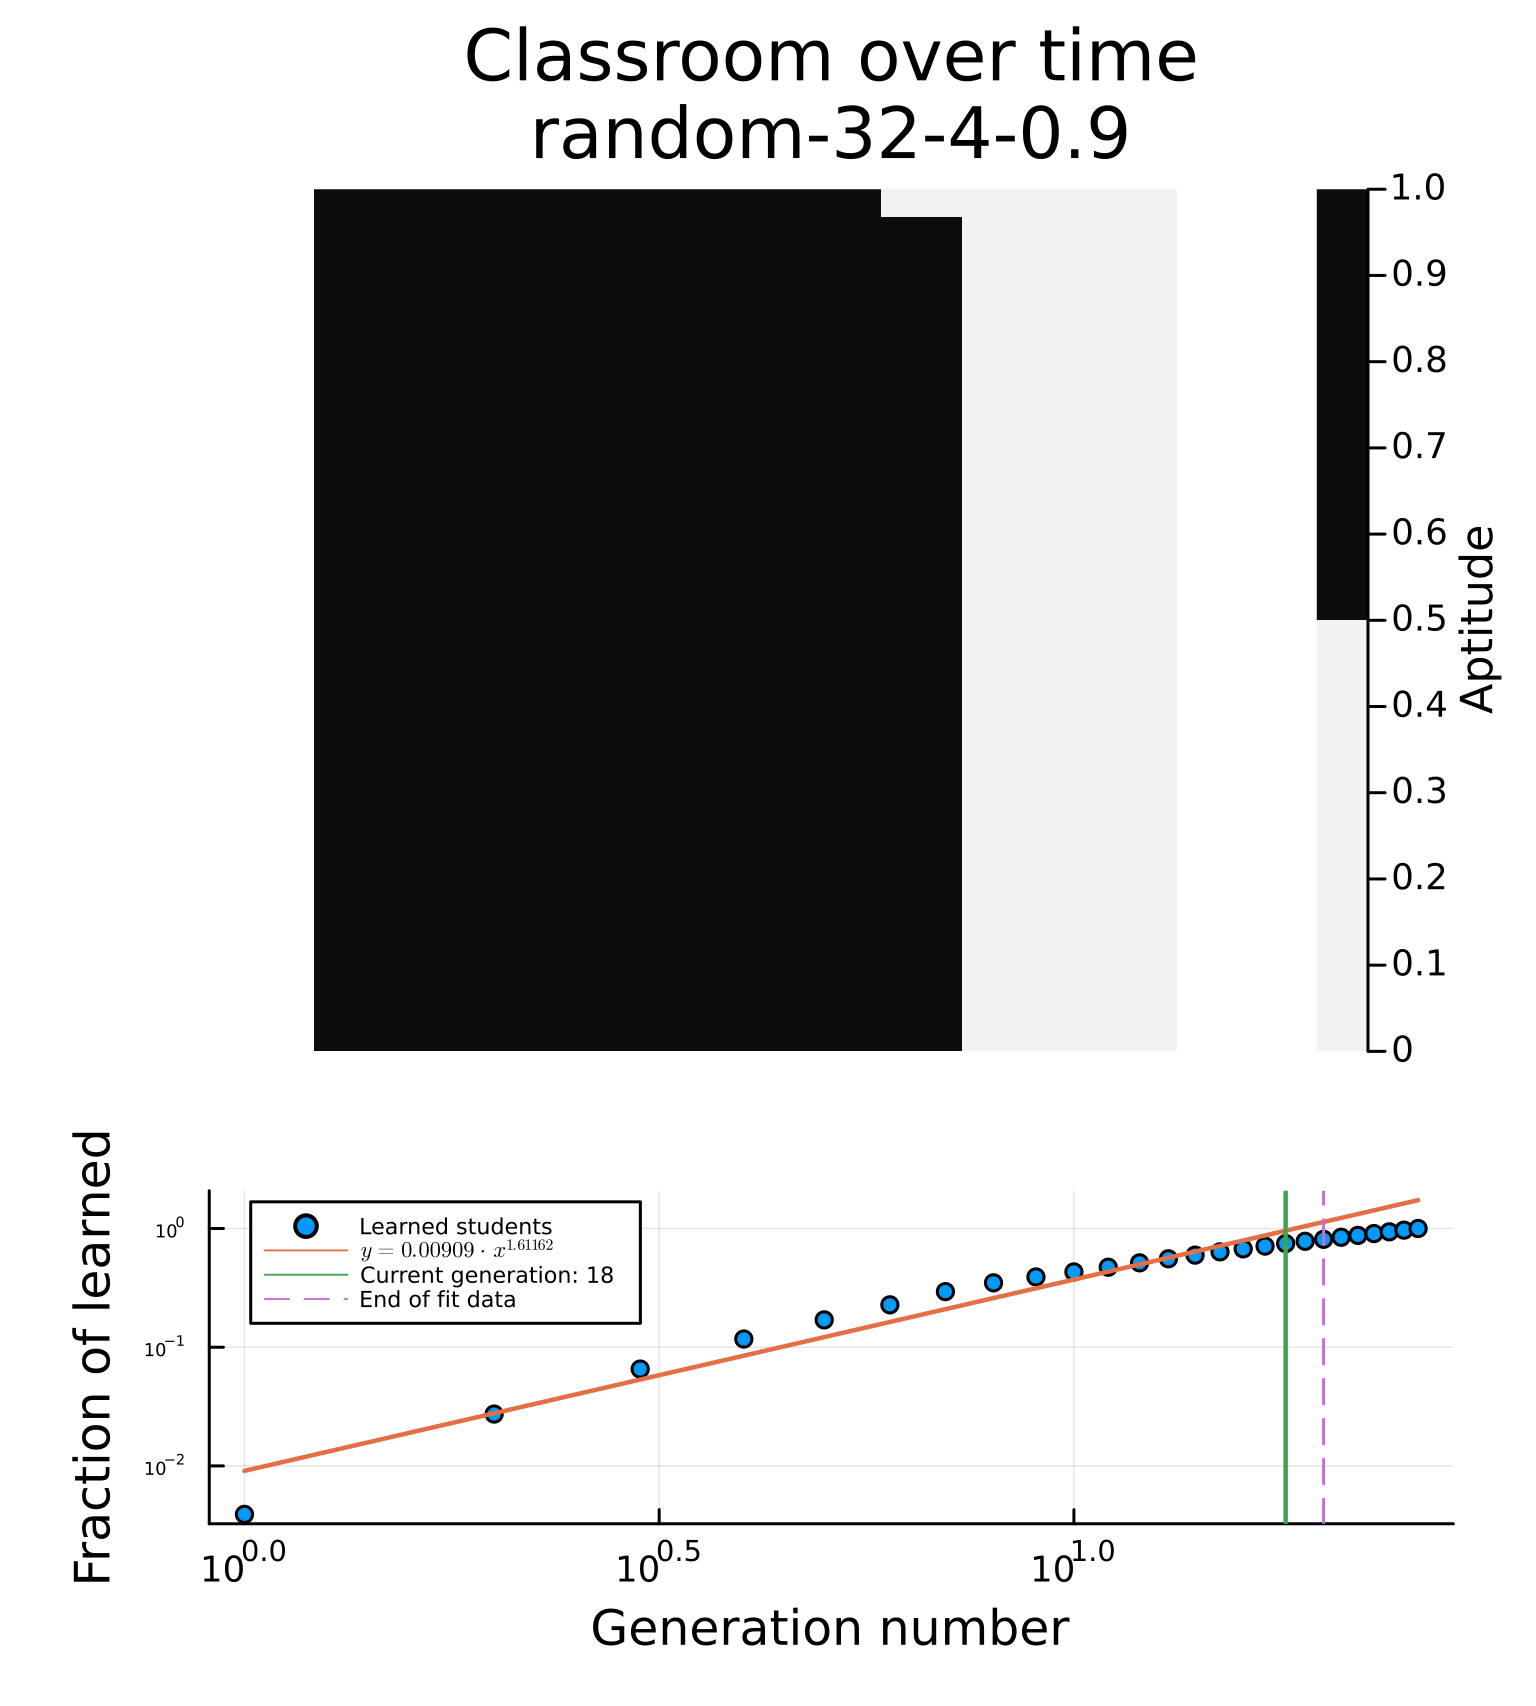 Classroom over time
random-32-4-0.9
1.0
0.9
0.8
0.7
0.6
0.5
0.4
0.3
0.2
0.1
0
Aptitude
Fraction of learned
10⁰
10⁻¹
10⁻²
Learned students
y = 0.00909 · x^1.61162
Current generation: 18
End of fit data
10^0.0
10^0.5
10^1.0
Generation number